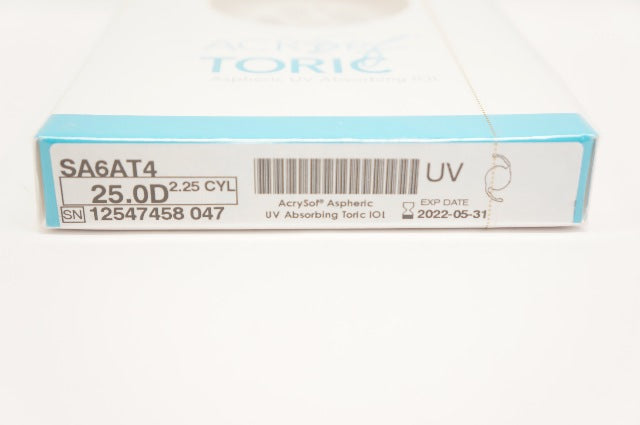 ACRYSOF
TORIC
Aspheric UV Absorbing IOL
SA6AT4
25.0D 2.25 CYL
SN 12547458 047
AcrySof® Aspheric
UV Absorbing Toric IOL
UV
EXP DATE
2022-05-31